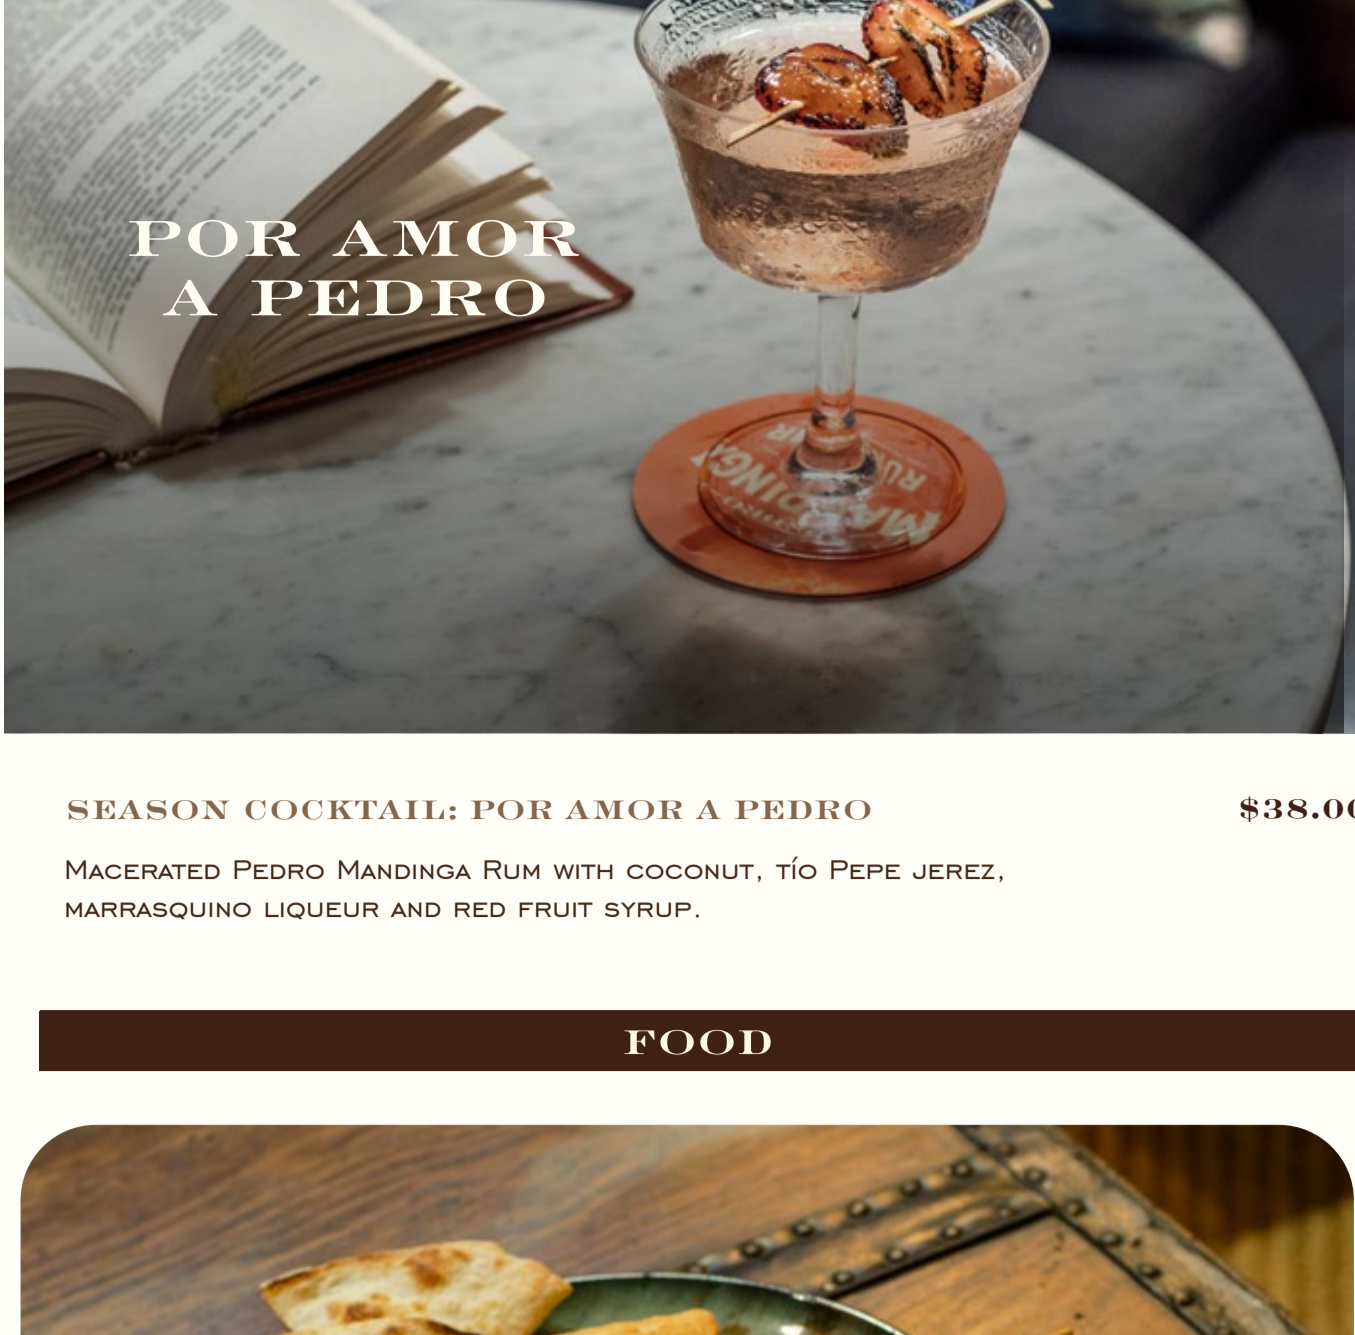 POR AMOR
A PEDRO
SEASON COCKTAIL: POR AMOR A PEDRO
$38.00
Macerated Pedro Mandinga Rum with coconut, tío Pepe jerez,
marrasquino liqueur and red fruit syrup.
FOOD